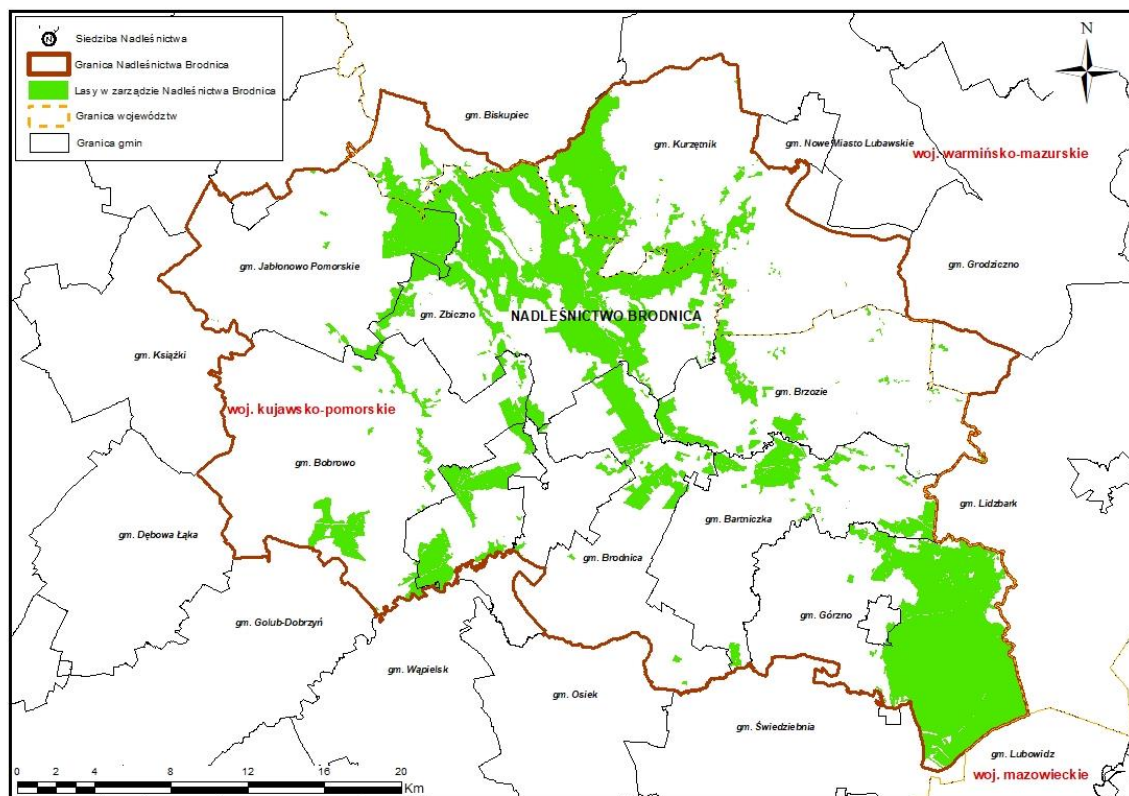 Siedziba Nadleśnictwa
Granica Nadleśnictwa Brodnica
Lasy w zarządzie Nadleśnictwa Brodnica
Granica województw
Granica gmin
N
gm. Biskupiec
gm. Kurzętnik
gm. Nowe Miasto Lubawskie
woj. warmińsko-mazurskie
gm. Jabłonowo Pomorskie
gm. Grodziczno
gm. Zbiczno
NADLEŚNICTWO BRODNICA
gm. Książki
gm. Brzozie
woj. kujawsko-pomorskie
gm. Bobrowo
gm. Lidzbark
gm. Bartniczka
gm. Dębowa Łąka
gm. Brodnica
gm. Górzno
gm. Golub-Dobrzyń
gm. Wąpielsk
gm. Osiek
gm. Świedziebnia
gm. Lubowidz
woj. mazowieckie
0 2 4 8 12 16 20
Km